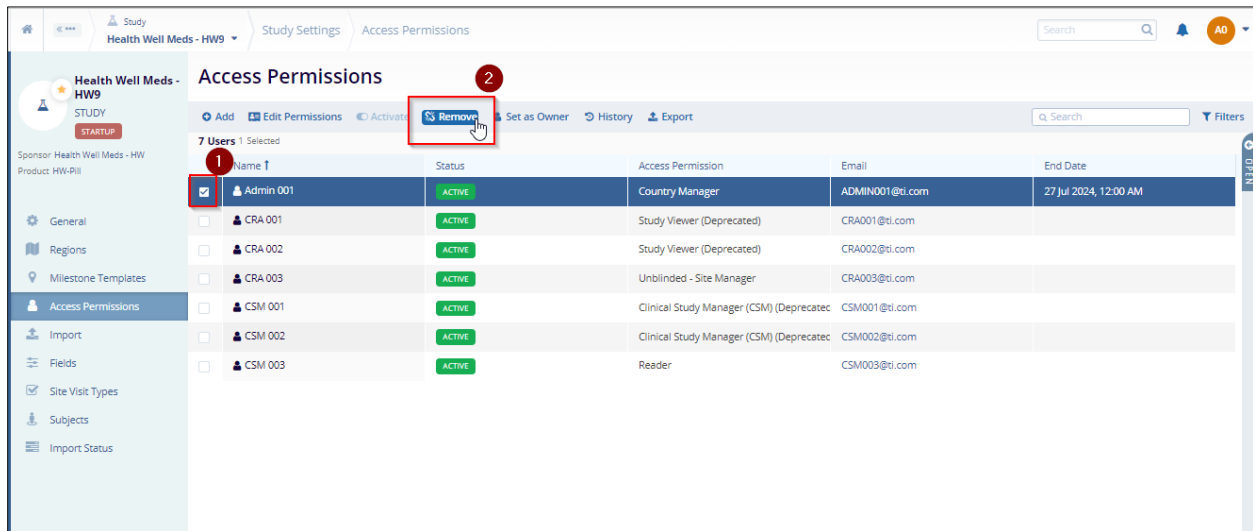 Study
Health Well Meds - HW9
Study Settings
Access Permissions
Search
A0
Health Well Meds - HW9
STUDY
STARTUP
Sponsor Health Well Meds - HW
Product HW-Pill
General
Regions
Milestone Templates
Access Permissions
Import
Fields
Site Visit Types
Subjects
Import Status
Access Permissions
2
Add Edit Permissions Activate Remove Set as Owner History Export
Search
Filters
7 Users 1 Selected
OPEN
1
Name Status Access Permission Email End Date
Admin 001 ACTIVE Country Manager ADMIN001@ti.com 27 Jul 2024, 12:00 AM
CRA 001 ACTIVE Study Viewer (Deprecated) CRA001@ti.com
CRA 002 ACTIVE Study Viewer (Deprecated) CRA002@ti.com
CRA 003 ACTIVE Unblinded - Site Manager CRA003@ti.com
CSM 001 ACTIVE Clinical Study Manager (CSM) (Deprecated CSM001@ti.com
CSM 002 ACTIVE Clinical Study Manager (CSM) (Deprecated CSM002@ti.com
CSM 003 ACTIVE Reader CSM003@ti.com